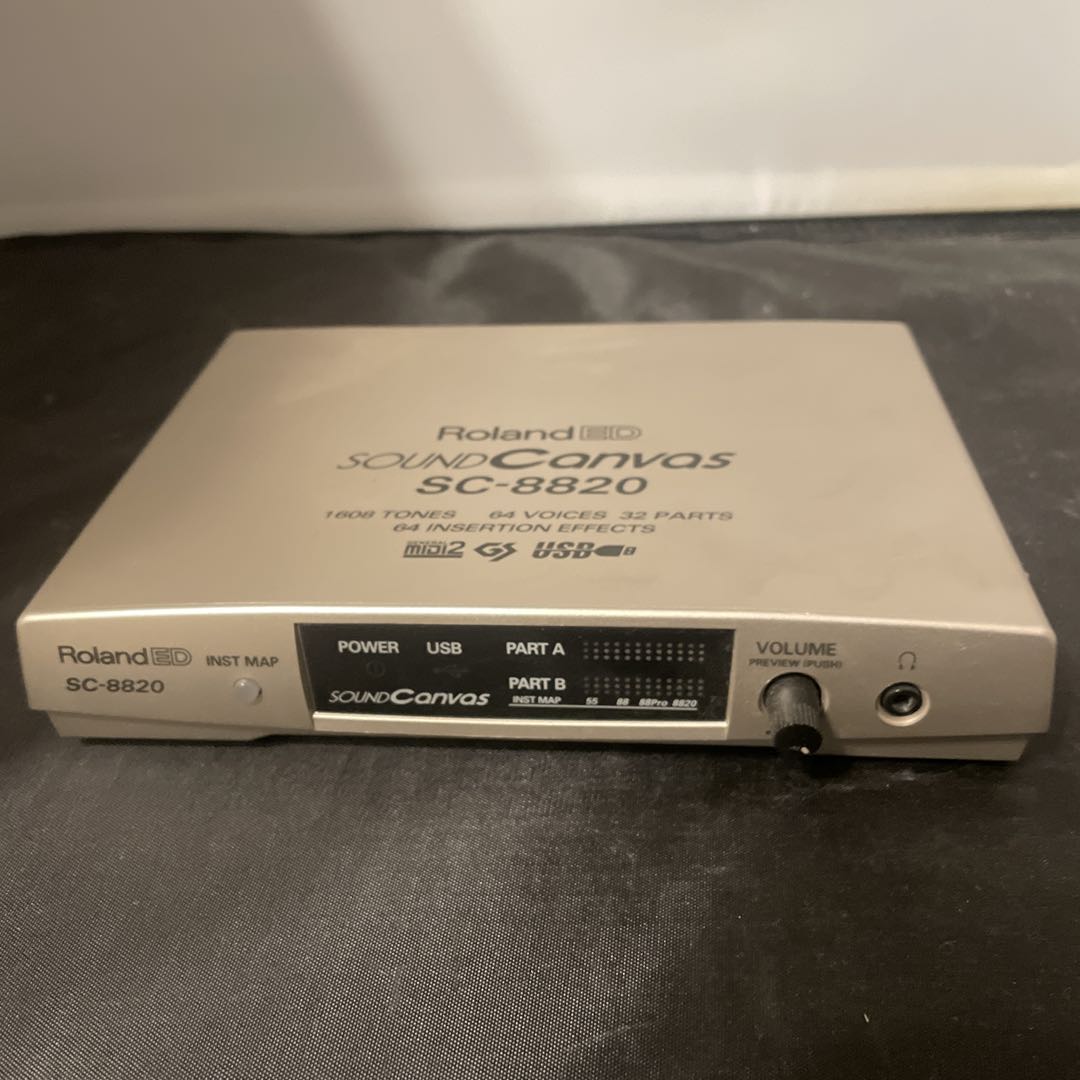 Roland ED
SOUND Canvas
SC-8820
1608 TONES 64 VOICES 32 PARTS
64 INSERTION EFFECTS
GENERAL MIDI2 GS USB
Roland ED
SC-8820
INST MAP
POWER USB PART A
PART B
SOUND Canvas
INST MAP 55 88 88Pro 8820
VOLUME
PREVIEW (PUSH)